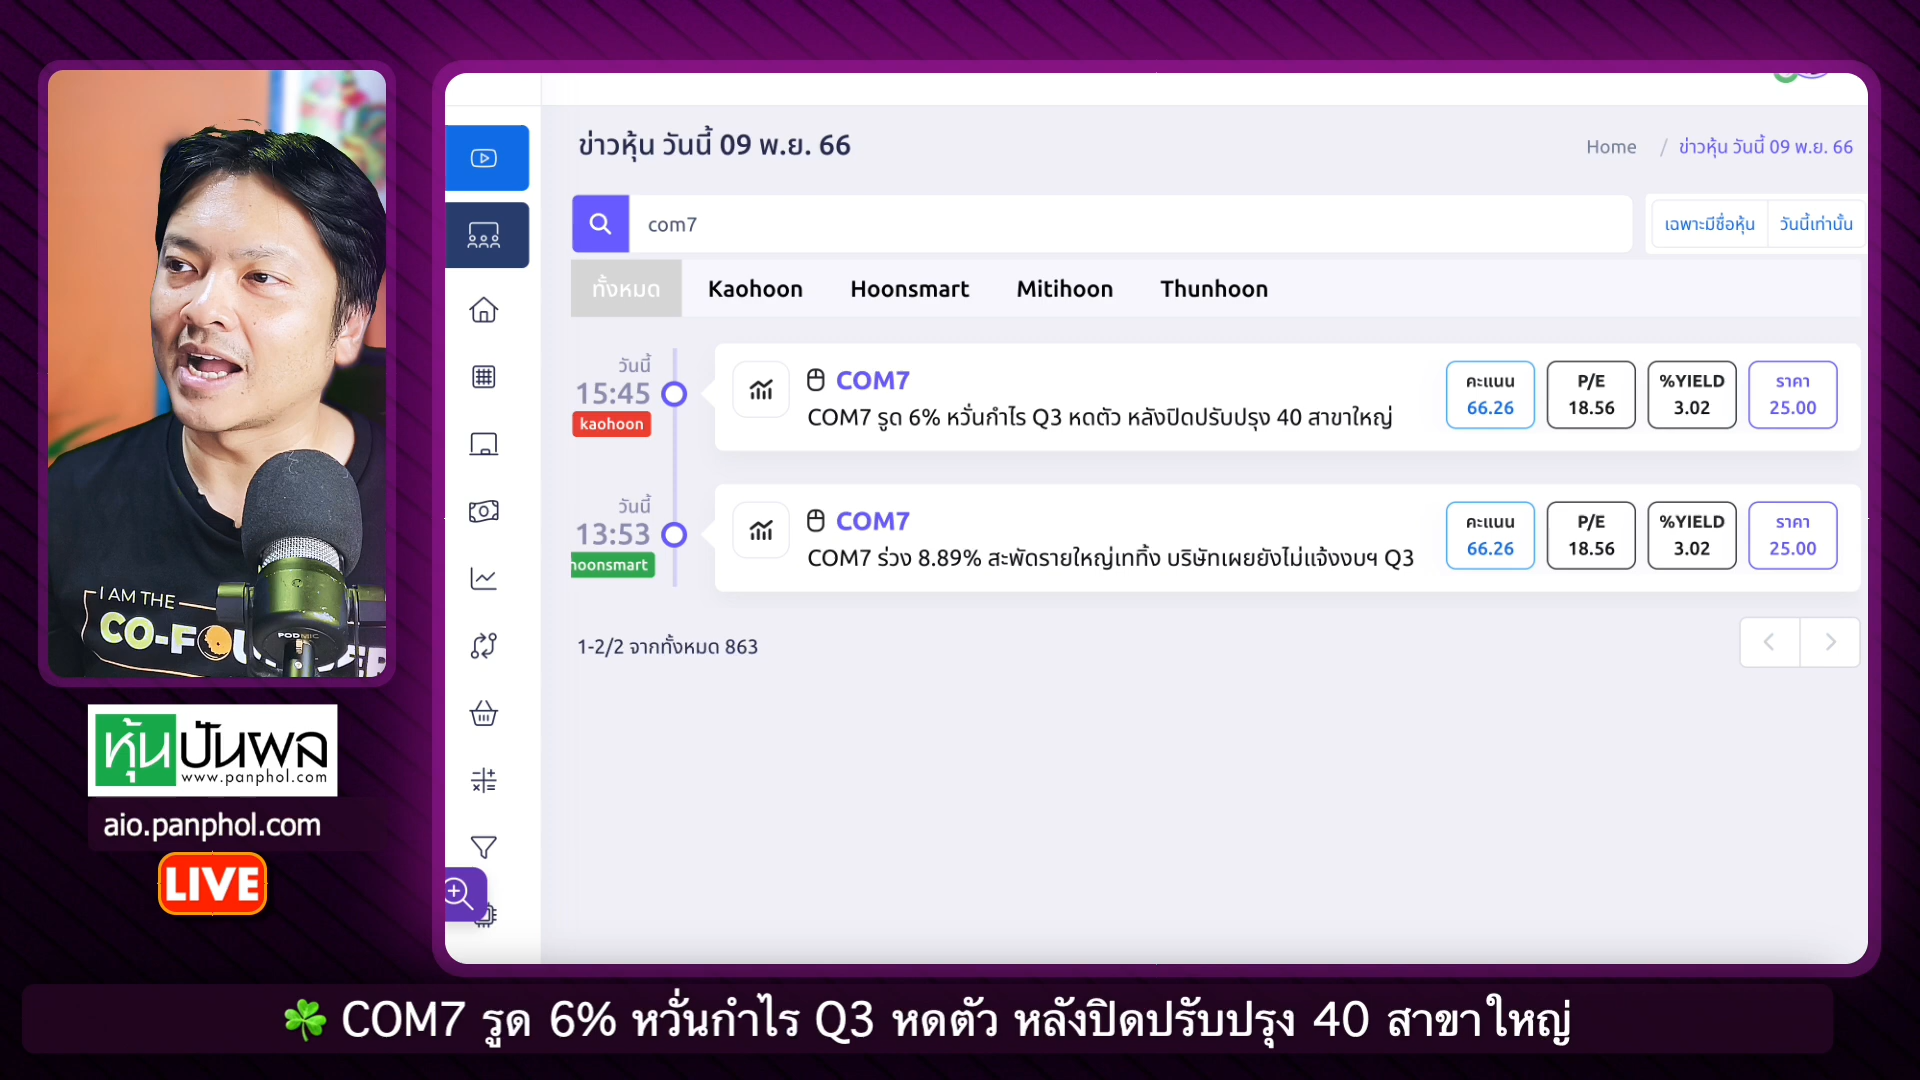 I AM THE
PODMIC
หุ้นปันผล
www.panphol.com
aio.panphol.com
LIVE
ข่าวหุ้น วันนี้ 09 พ.ย. 66
Home / ข่าวหุ้น วันนี้ 09 พ.ย. 66
com7
เฉพาะมีชื่อหุ้น วันนี้เท่านั้น
ทั้งหมด Kaohoon Hoonsmart Mitihoon Thunhoon
วันนี้
15:45
kaohoon
COM7
COM7 รูด 6% หวั่นกำไร Q3 หดตัว หลังปิดปรับปรุง 40 สาขาใหญ่
คะแนน P/E %YIELD ราคา
66.26 18.56 3.02 25.00
วันนี้
13:53
hoonsmart
COM7
COM7 ร่วง 8.89% สะพัดรายใหญ่เททิ้ง บริษัทเผยยังไม่แจ้งงบฯ Q3
คะแนน P/E %YIELD ราคา
66.26 18.56 3.02 25.00
1-2/2 จากทั้งหมด 863
COM7 รูด 6% หวั่นกำไร Q3 หดตัว หลังปิดปรับปรุง 40 สาขาใหญ่